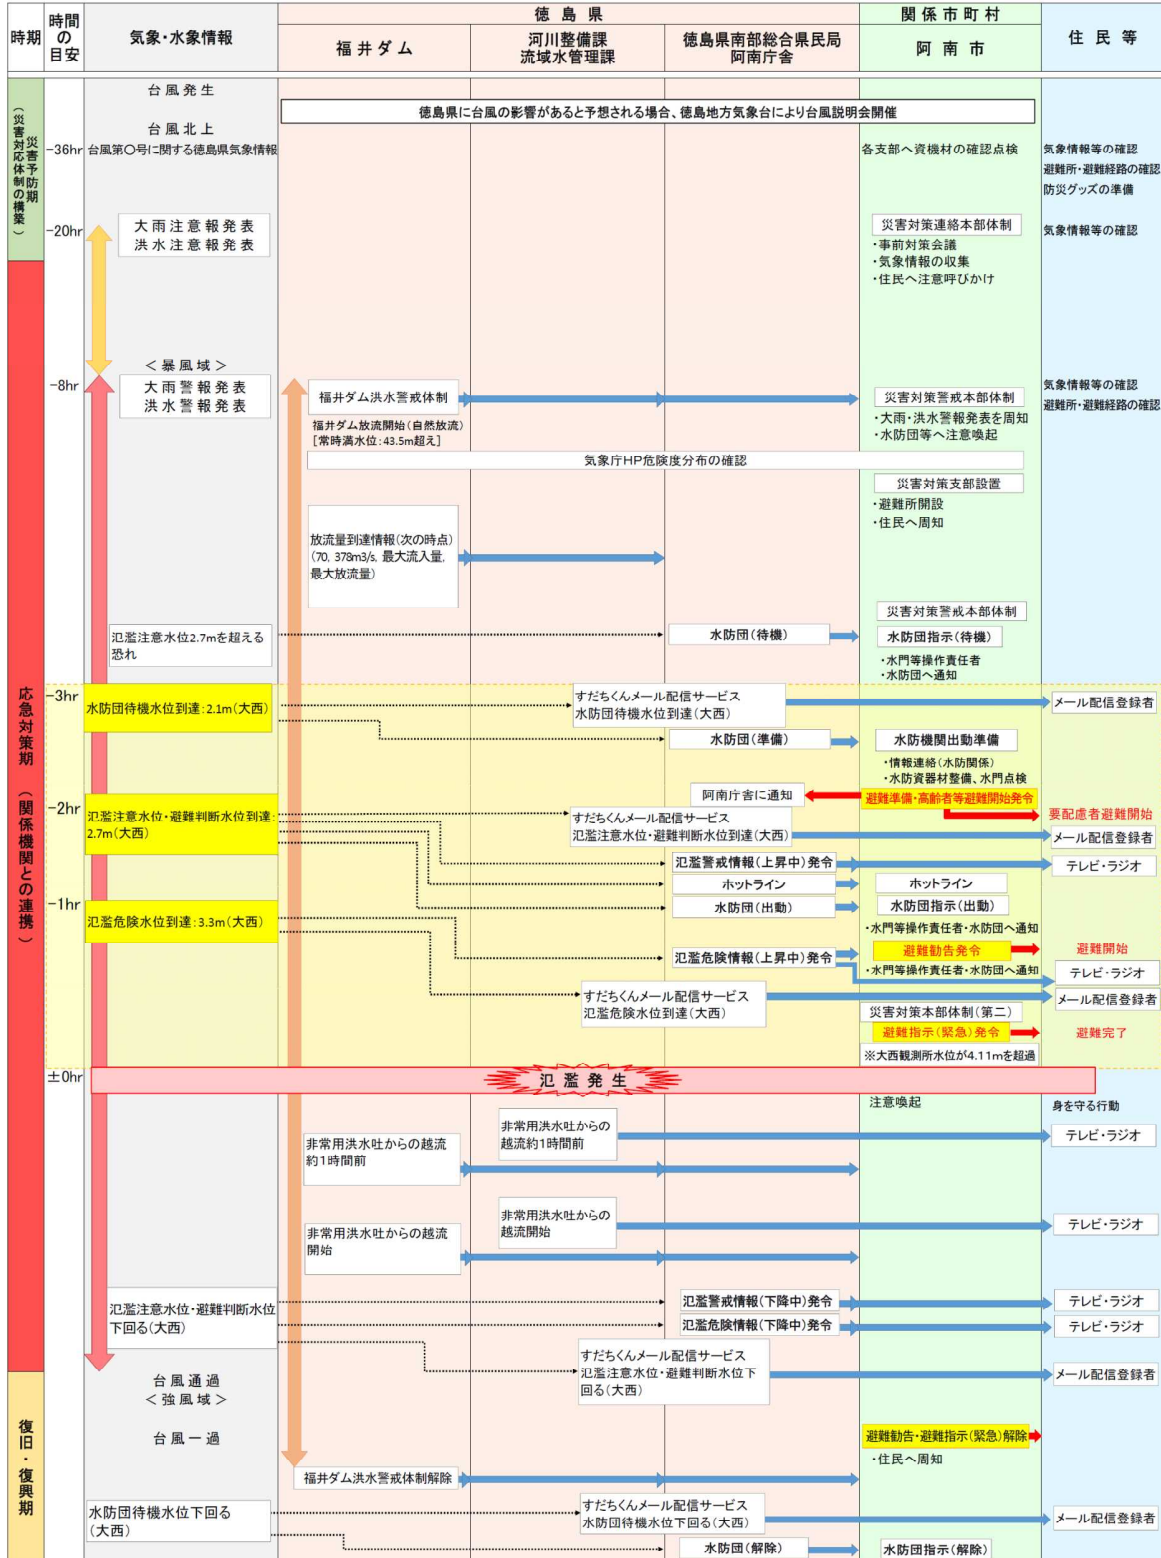 時期
時間
の
目安
気象・水象情報
徳島県
福井ダム
河川整備課
流域水管理課
徳島県南部総合県民局
阿南庁舎
関係市町村
阿南市
住民等
災害予防期
（災害対応体制の構築）
台風発生
徳島県に台風の影響があると予想される場合、徳島地方気象台により台風説明会開催
台風北上
-36hr
台風第〇号に関する徳島県気象情報
各支部へ資機材の確認点検
気象情報等の確認
避難所・避難経路の確認
防災グッズの準備
-20hr
大雨注意報発表
洪水注意報発表
災害対策連絡本部体制
・事前対策会議
・気象情報の収集
・住民へ注意呼びかけ
気象情報等の確認
応急対策期
（関係機関との連携）
＜暴風域＞
-8hr
大雨警報発表
洪水警報発表
福井ダム洪水警戒体制
福井ダム放流開始（自然放流）
［常時満水位：43.5m超え］
災害対策警戒本部体制
・大雨・洪水警報発表を周知
・水防団等へ注意喚起
気象情報等の確認
避難所・避難経路の確認
気象庁HP危険度分布の確認
災害対策支部設置
・避難所開設
・住民へ周知
放流量到達情報（次の時点）
（70, 378m3/s, 最大流入量,
最大放流量）
災害対策警戒本部体制
氾濫注意水位2.7mを超える
恐れ
水防団（待機）
水防団指示（待機）
・水門等操作責任者
・水防団へ通知
-3hr
水防団待機水位到達：2.1m（大西）
すだちくんメール配信サービス
水防団待機水位到達（大西）
メール配信登録者
水防団（準備）
水防機関出動準備
・情報連絡（水防関係）
・水防資器材整備、水門点検
-2hr
阿南庁舎に通知
避難準備・高齢者等避難開始発令
要配慮者避難開始
氾濫注意水位・避難判断水位到達：
2.7m（大西）
すだちくんメール配信サービス
氾濫注意水位・避難判断水位到達（大西）
メール配信登録者
氾濫警戒情報（上昇中）発令
テレビ・ラジオ
ホットライン
ホットライン
水防団（出動）
水防団指示（出動）
・水門等操作責任者・水防団へ通知
-1hr
氾濫危険水位到達：3.3m（大西）
避難勧告発令
避難開始
氾濫危険情報（上昇中）発令
・水門等操作責任者・水防団へ通知
テレビ・ラジオ
すだちくんメール配信サービス
氾濫危険水位到達（大西）
メール配信登録者
災害対策本部体制（第二）
避難指示（緊急）発令
避難完了
※大西観測所水位が4.11mを超過
±0hr
氾濫発生
注意喚起
身を守る行動
非常用洪水吐からの越流
約1時間前
非常用洪水吐からの
越流約1時間前
テレビ・ラジオ
非常用洪水吐からの越流
開始
非常用洪水吐からの
越流開始
テレビ・ラジオ
氾濫注意水位・避難判断水位
下回る（大西）
氾濫警戒情報（下降中）発令
テレビ・ラジオ
氾濫危険情報（下降中）発令
テレビ・ラジオ
すだちくんメール配信サービス
氾濫注意水位・避難判断水位下
回る（大西）
メール配信登録者
復旧・復興期
台風通過
＜強風域＞
台風一過
避難勧告・避難指示（緊急）解除
・住民へ周知
福井ダム洪水警戒体制解除
水防団待機水位下回る
（大西）
すだちくんメール配信サービス
水防団待機水位下回る（大西）
メール配信登録者
水防団（解除）
水防団指示（解除）